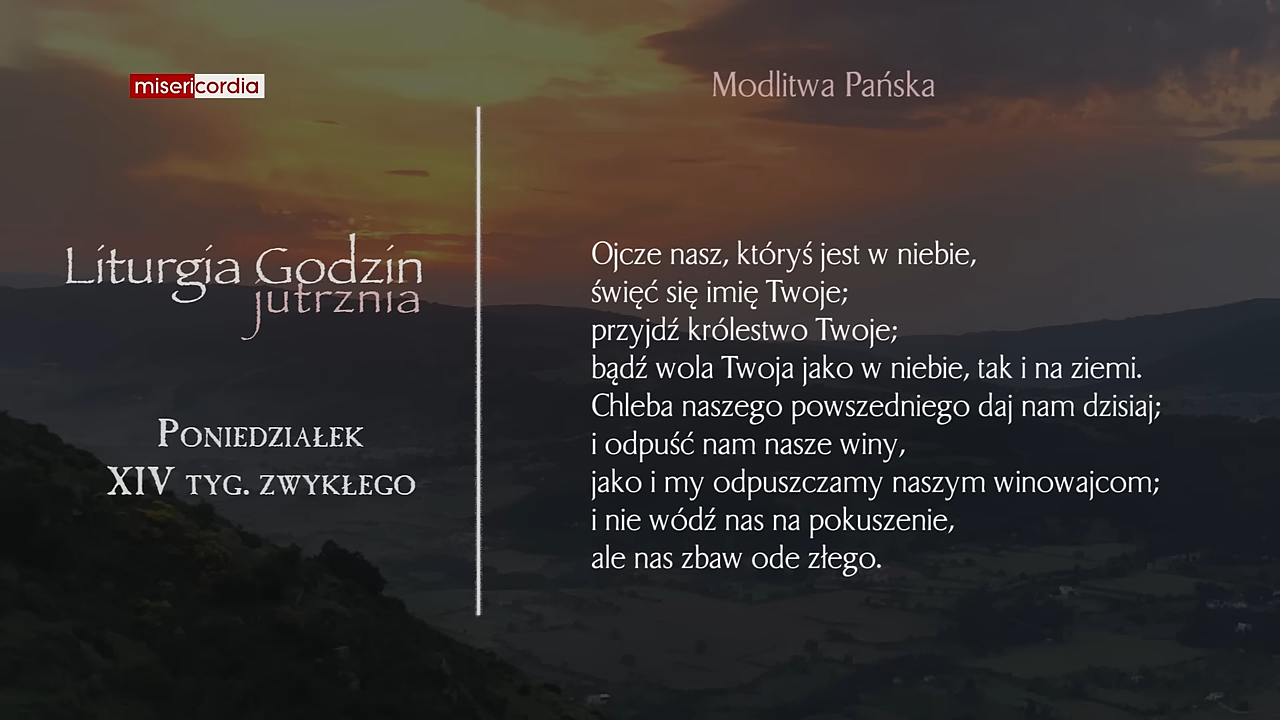 misericordia
Liturgia Godzin
jutrznia
Poniedziałek
XIV tyg. zwykłego
Modlitwa Pańska
Ojcze nasz, któryś jest w niebie,
święć się imię Twoje;
przyjdź królestwo Twoje;
bądź wola Twoja jako w niebie, tak i na ziemi.
Chleba naszego powszedniego daj nam dzisiaj;
i odpuść nam nasze winy,
jako i my odpuszczamy naszym winowajcom;
i nie wódź nas na pokuszenie,
ale nas zbaw ode złego.